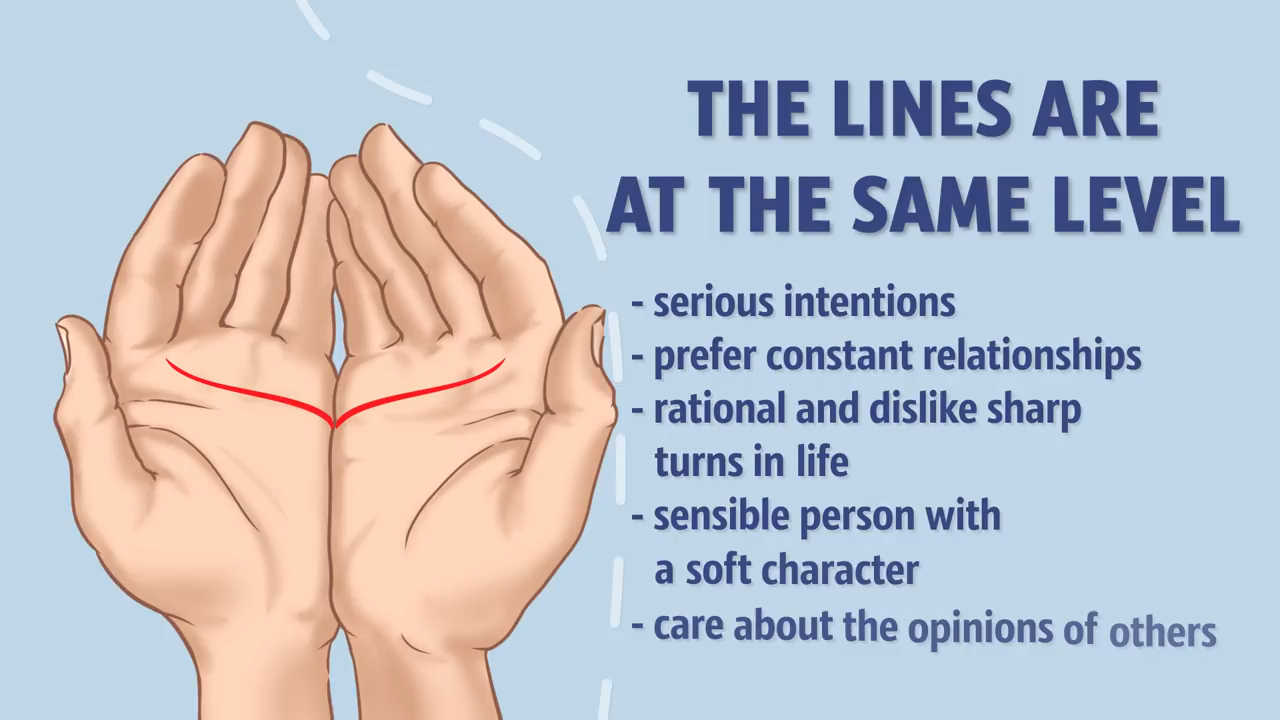 THE LINES ARE
AT THE SAME LEVEL
- serious intentions
- prefer constant relationships
- rational and dislike sharp
turns in life
- sensible person with
a soft character
- care about the opinions of others